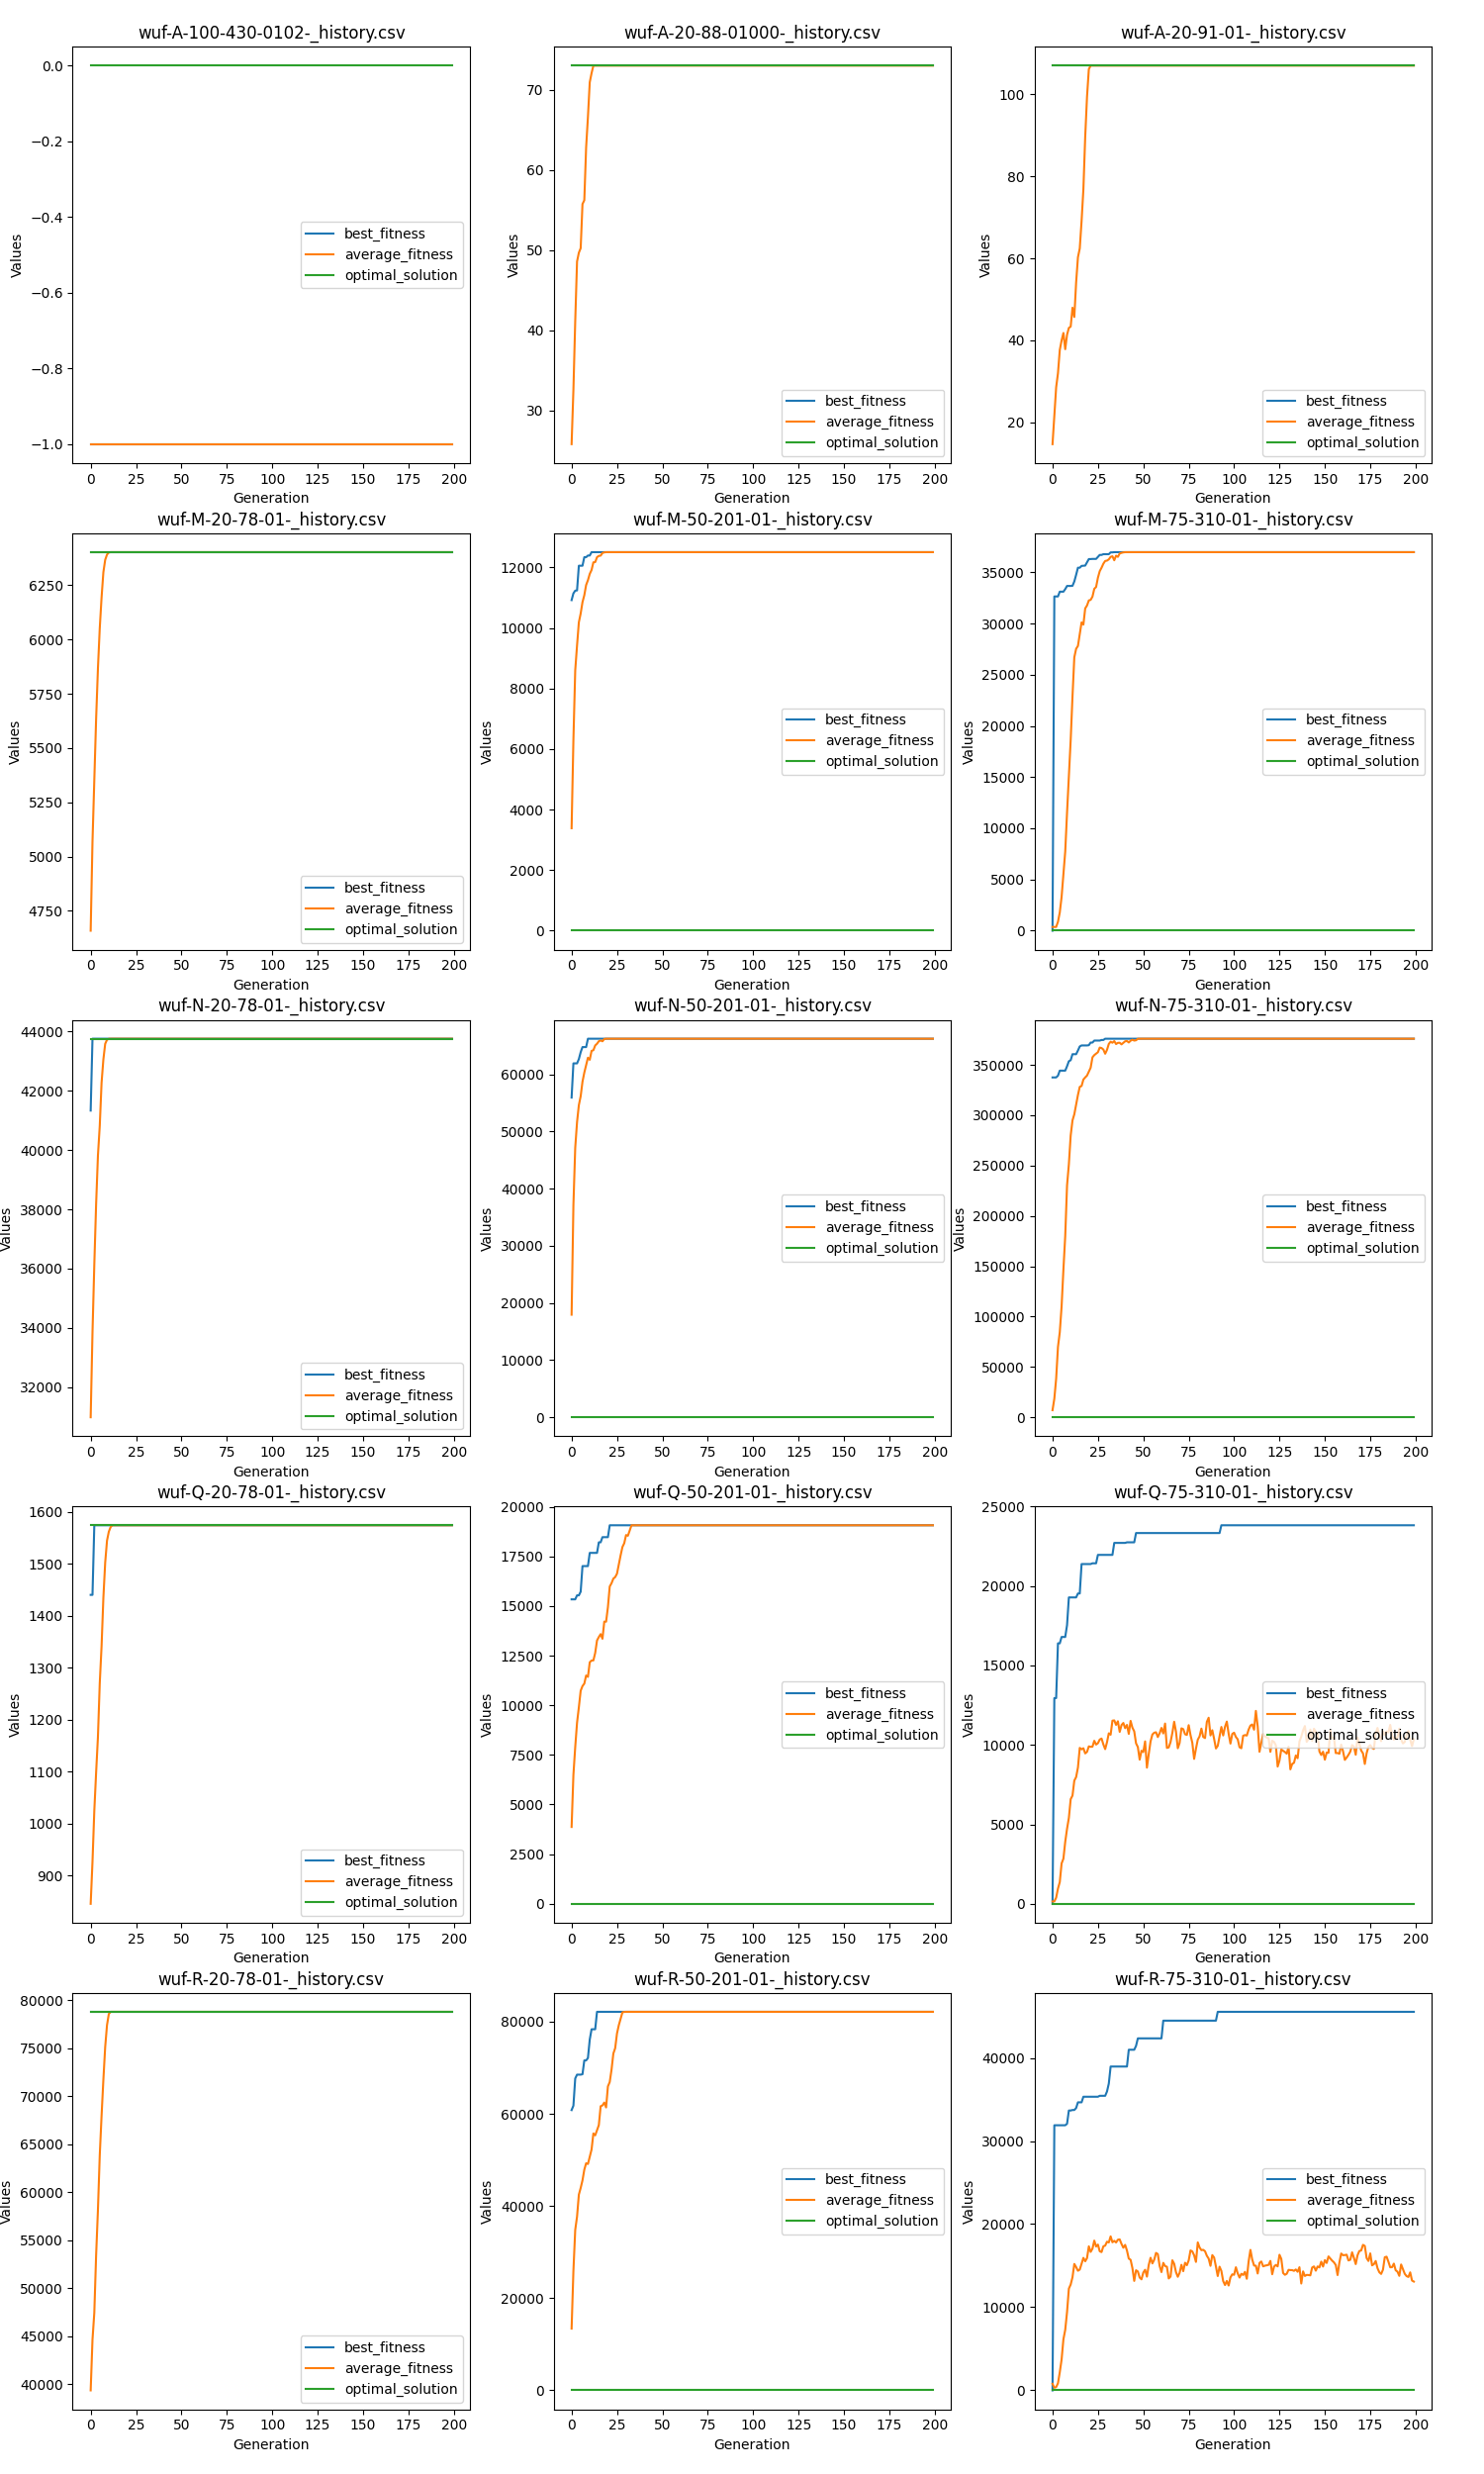 wuf-A-100-430-0102-_history.csv
0.0
−0.2
−0.4
−0.6
−0.8
−1.0
Values
best_fitness
average_fitness
optimal_solution
0 25 50 75 100 125 150 175 200
Generation
wuf-A-20-88-01000-_history.csv
70
60
50
40
30
Values
best_fitness
average_fitness
optimal_solution
0 25 50 75 100 125 150 175 200
Generation
wuf-A-20-91-01-_history.csv
100
80
60
40
20
Values
best_fitness
average_fitness
optimal_solution
0 25 50 75 100 125 150 175 200
Generation
wuf-M-20-78-01-_history.csv
6250
6000
5750
5500
5250
5000
4750
Values
best_fitness
average_fitness
optimal_solution
0 25 50 75 100 125 150 175 200
Generation
wuf-M-50-201-01-_history.csv
12000
10000
8000
6000
4000
2000
0
Values
best_fitness
average_fitness
optimal_solution
0 25 50 75 100 125 150 175 200
Generation
wuf-M-75-310-01-_history.csv
35000
30000
25000
20000
15000
10000
5000
0
Values
best_fitness
average_fitness
optimal_solution
0 25 50 75 100 125 150 175 200
Generation
wuf-N-20-78-01-_history.csv
44000
42000
40000
38000
36000
34000
32000
Values
best_fitness
average_fitness
optimal_solution
0 25 50 75 100 125 150 175 200
Generation
wuf-N-50-201-01-_history.csv
60000
50000
40000
30000
20000
10000
0
Values
best_fitness
average_fitness
optimal_solution
0 25 50 75 100 125 150 175 200
Generation
wuf-N-75-310-01-_history.csv
350000
300000
250000
200000
150000
100000
50000
0
Values
best_fitness
average_fitness
optimal_solution
0 25 50 75 100 125 150 175 200
Generation
wuf-Q-20-78-01-_history.csv
1600
1500
1400
1300
1200
1100
1000
900
Values
best_fitness
average_fitness
optimal_solution
0 25 50 75 100 125 150 175 200
Generation
wuf-Q-50-201-01-_history.csv
20000
17500
15000
12500
10000
7500
5000
2500
0
Values
best_fitness
average_fitness
optimal_solution
0 25 50 75 100 125 150 175 200
Generation
wuf-Q-75-310-01-_history.csv
25000
20000
15000
10000
5000
0
Values
best_fitness
average_fitness
optimal_solution
0 25 50 75 100 125 150 175 200
Generation
wuf-R-20-78-01-_history.csv
80000
75000
70000
65000
60000
55000
50000
45000
40000
Values
best_fitness
average_fitness
optimal_solution
0 25 50 75 100 125 150 175 200
Generation
wuf-R-50-201-01-_history.csv
80000
60000
40000
20000
0
Values
best_fitness
average_fitness
optimal_solution
0 25 50 75 100 125 150 175 200
Generation
wuf-R-75-310-01-_history.csv
40000
30000
20000
10000
0
Values
best_fitness
average_fitness
optimal_solution
0 25 50 75 100 125 150 175 200
Generation